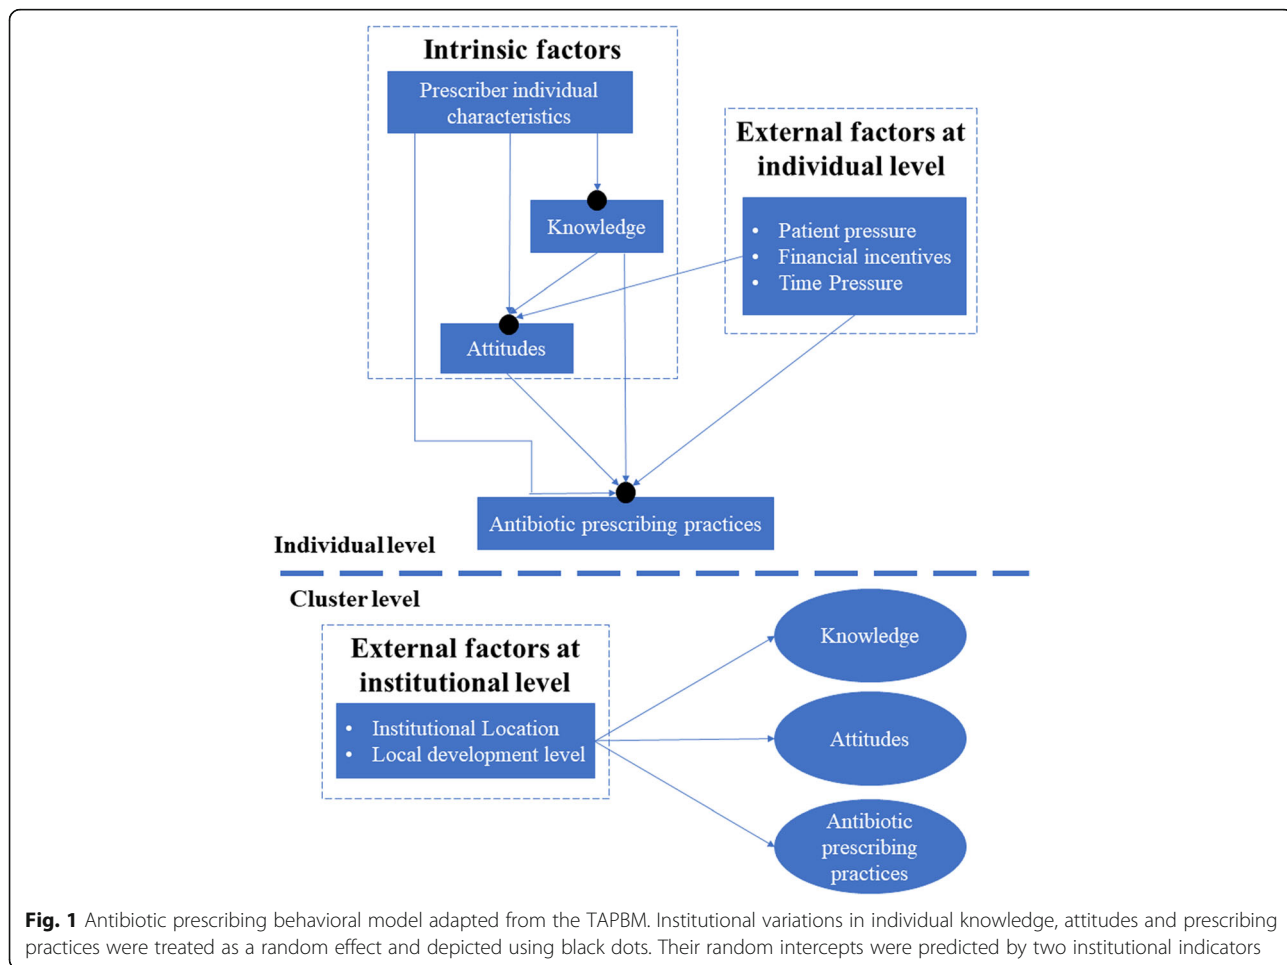 Intrinsic factors
Prescriber individual
characteristics
Knowledge
Attitudes
External factors at
individual level
• Patient pressure
• Financial incentives
• Time Pressure
Antibiotic prescribing practices
Individual level
Cluster level
External factors at
institutional level
• Institutional Location
• Local development level
Knowledge
Attitudes
Antibiotic
prescribing
practices
Fig. 1 Antibiotic prescribing behavioral model adapted from the TAPBM. Institutional variations in individual knowledge, attitudes and prescribing
practices were treated as a random effect and depicted using black dots. Their random intercepts were predicted by two institutional indicators